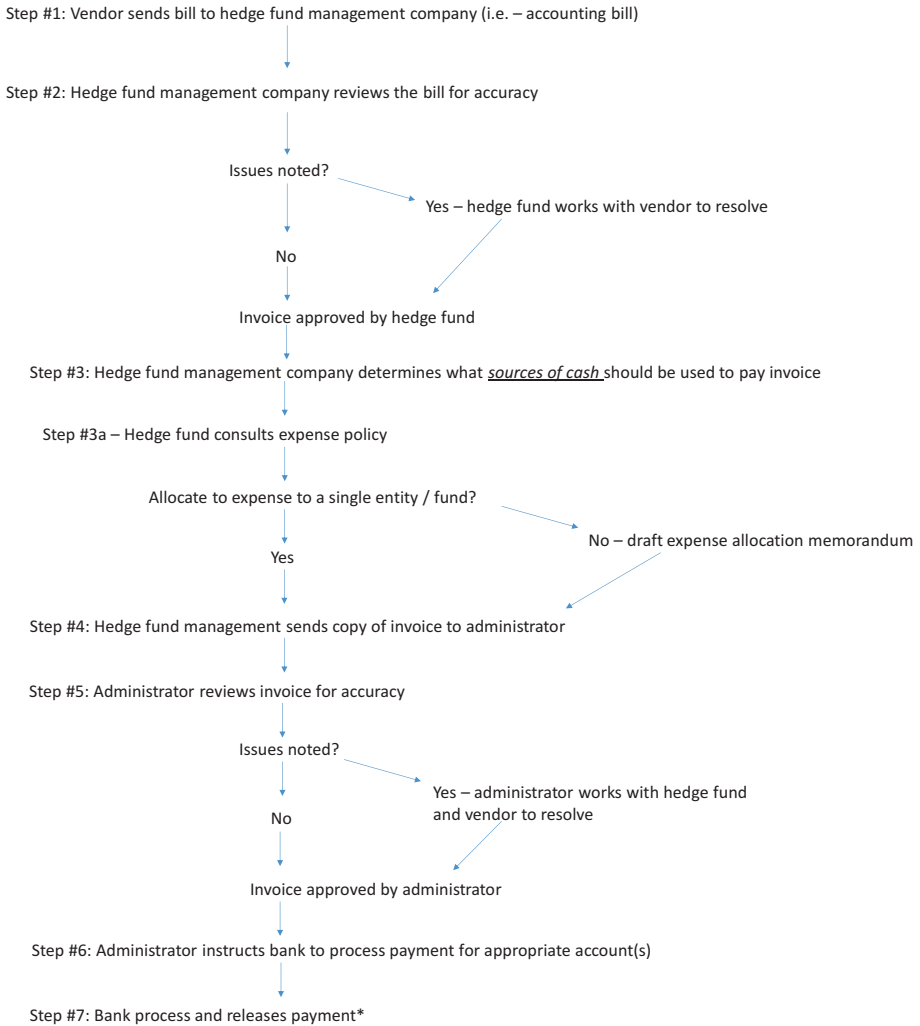 Step #1: Vendor sends bill to hedge fund management company (i.e. – accounting bill)
Step #2: Hedge fund management company reviews the bill for accuracy
Issues noted?
Yes – hedge fund works with vendor to resolve
No
Invoice approved by hedge fund
Step #3: Hedge fund management company determines what sources of cash should be used to pay invoice
Step #3a – Hedge fund consults expense policy
Allocate to expense to a single entity / fund?
No – draft expense allocation memorandum
Yes
Step #4: Hedge fund management sends copy of invoice to administrator
Step #5: Administrator reviews invoice for accuracy
Issues noted?
Yes – administrator works with hedge fund
and vendor to resolve
No
Invoice approved by administrator
Step #6: Administrator instructs bank to process payment for appropriate account(s)
Step #7: Bank process and releases payment*